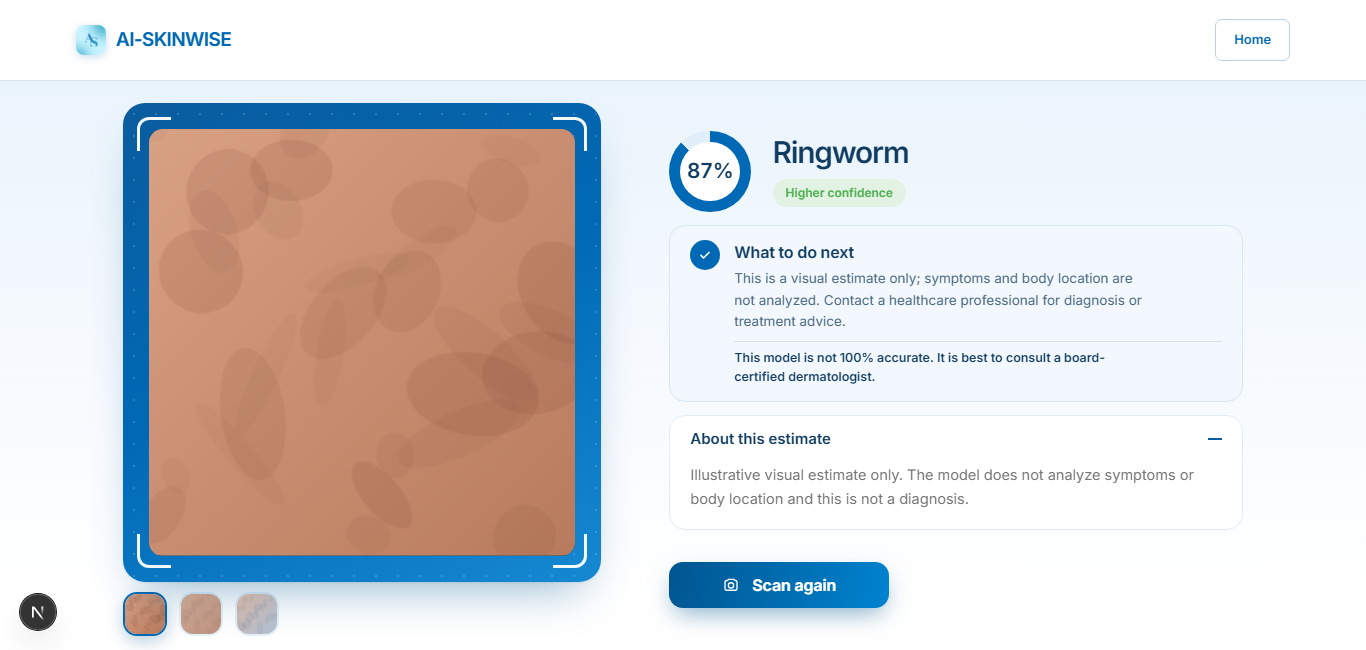 AI-SKINWISE
Home
87%
Ringworm
Higher confidence
What to do next
This is a visual estimate only; symptoms and body location are
not analyzed. Contact a healthcare professional for diagnosis or
treatment advice.
This model is not 100% accurate. It is best to consult a board-
certified dermatologist.
About this estimate
Illustrative visual estimate only. The model does not analyze symptoms or
body location and this is not a diagnosis.
Scan again
N